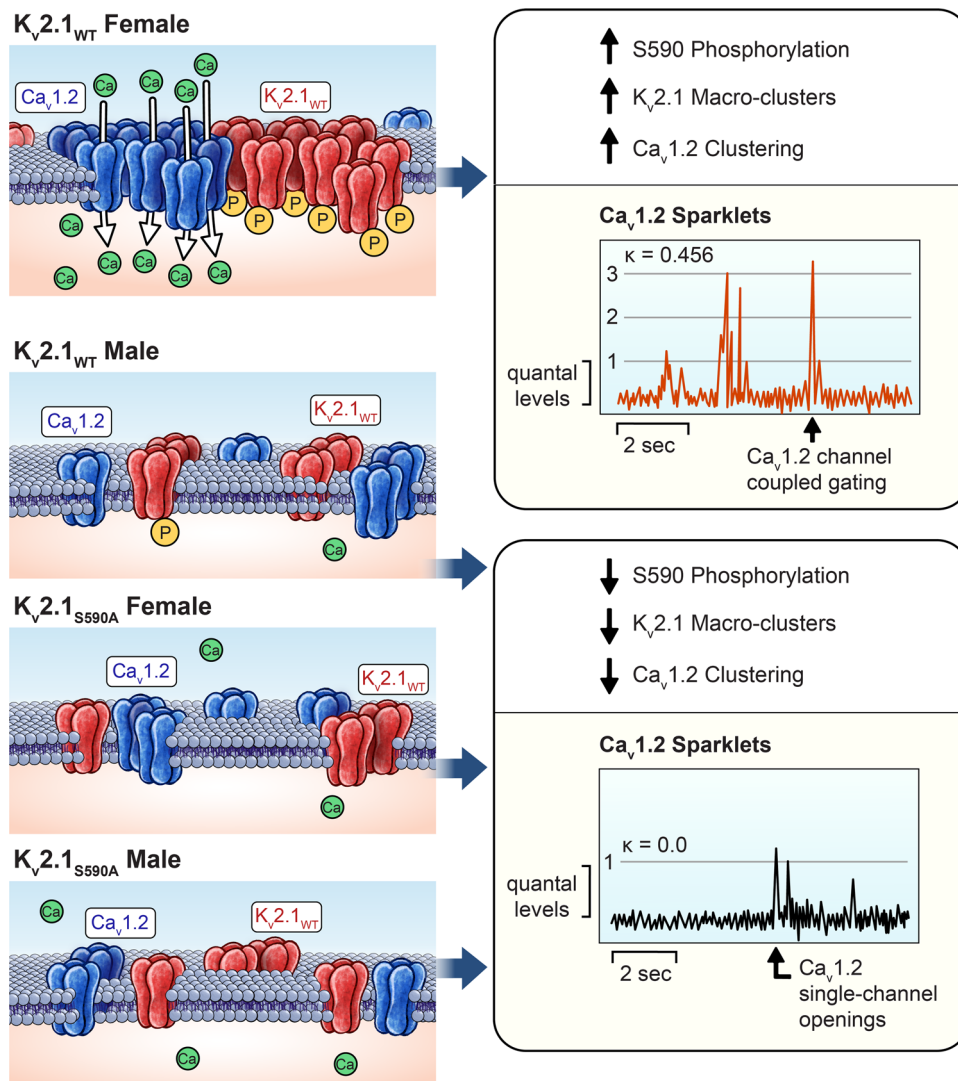 Kv2.1WT Female
Cav1.2
Kv2.1WT
Ca
Ca
Ca
Ca
Ca
Ca
Ca
Ca
Ca
Ca
P
P
P
P
P
P
P
↑ S590 Phosphorylation
↑ Kv2.1 Macro-clusters
↑ Cav1.2 Clustering
Cav1.2 Sparklets
κ = 0.456
3
2
1
quantal
levels
2 sec
Cav1.2 channel
coupled gating
Kv2.1WT Male
Cav1.2
Kv2.1WT
P
Ca
Kv2.1S590A Female
Ca
Cav1.2
Kv2.1WT
Ca
Kv2.1S590A Male
Ca
Cav1.2
Kv2.1WT
Ca
Ca
↓ S590 Phosphorylation
↓ Kv2.1 Macro-clusters
↓ Cav1.2 Clustering
Cav1.2 Sparklets
κ = 0.0
1
quantal
levels
2 sec
Cav1.2
single-channel
openings